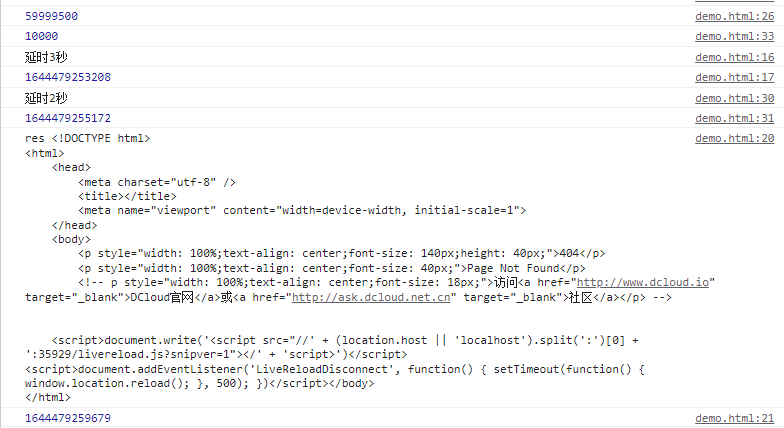 59999500 demo.html:26
10000 demo.html:33
延时3秒 demo.html:16
1644479253208 demo.html:17
延时2秒 demo.html:30
1644479255172 demo.html:31
res <!DOCTYPE html> demo.html:20
<html>
<head>
<meta charset="utf-8" />
<title></title>
<meta name="viewport" content="width=device-width, initial-scale=1">
</head>
<body>
<p style="width: 100%;text-align: center;font-size: 140px;height: 40px;">404</p>
<p style="width: 100%;text-align: center;font-size: 40px;">Page Not Found</p>
<!-- p style="width: 100%;text-align: center;font-size: 18px;">访问<a href="http://www.dcloud.io"
target="_blank">DCloud官网</a>或<a href="http://ask.dcloud.net.cn" target="_blank">社区</a></p> -->
<script>document.write('<script src="//' + (location.host || 'localhost').split(':')[0] +
':35929/livereload.js?snipver=1"></' + 'script>')</script>
<script>document.addEventListener('LiveReloadDisconnect', function() { setTimeout(function() {
window.location.reload(); }, 500); })</script></body>
</html>
1644479259679 demo.html:21